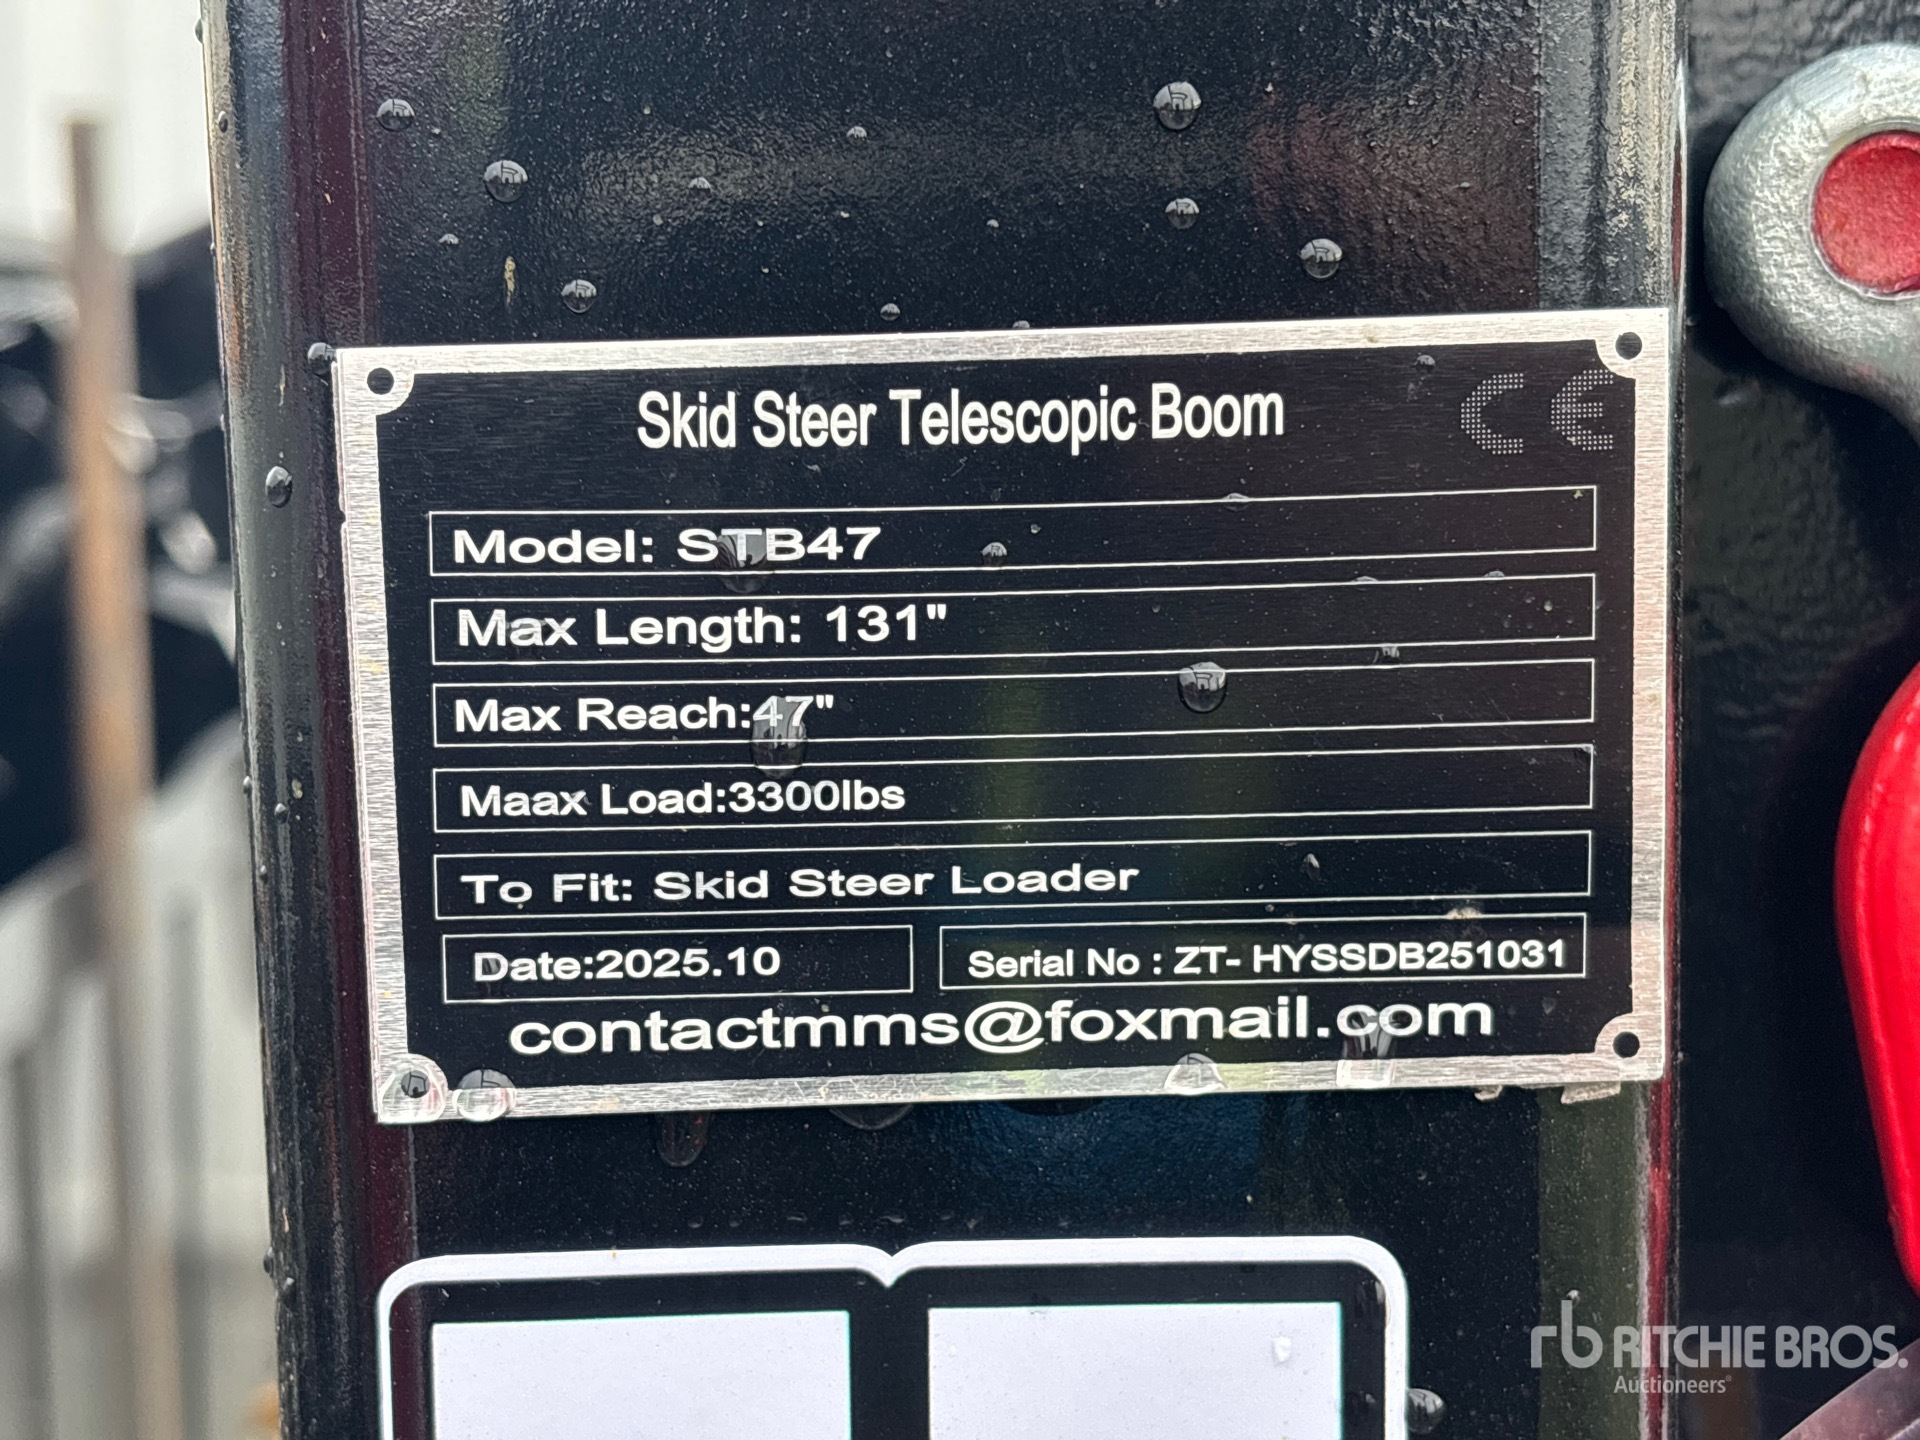 Skid Steer Telescopic Boom
CE
Model: STB47
Max Length: 131"
Max Reach:47"
Maax Load:3300lbs
To Fit: Skid Steer Loader
Date:2025.10
Serial No : ZT- HYSSDB251031
contactmms@foxmail.com
rb RITCHIE BROS.
Auctioneers®